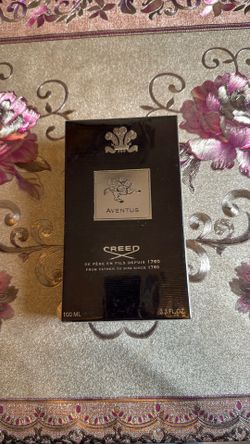 AVENTUS
CREED
DE PÈRE EN FILS DEPUIS 1760
FROM FATHER TO SON SINCE 1760
100 ML 3.3 FL.OZ